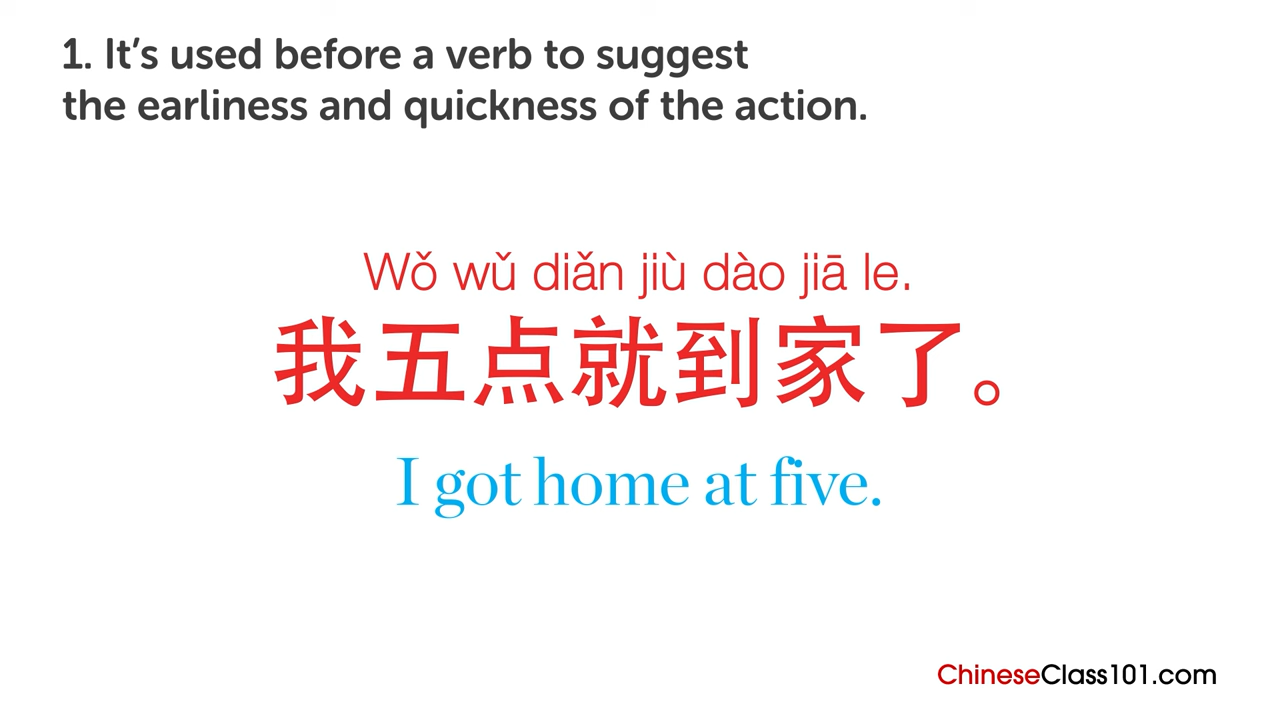 1. It’s used before a verb to suggest
the earliness and quickness of the action.
Wǒ wǔ diǎn jiù dào jiā le.
我五点就到家了。
I got home at five.
ChineseClass101.com